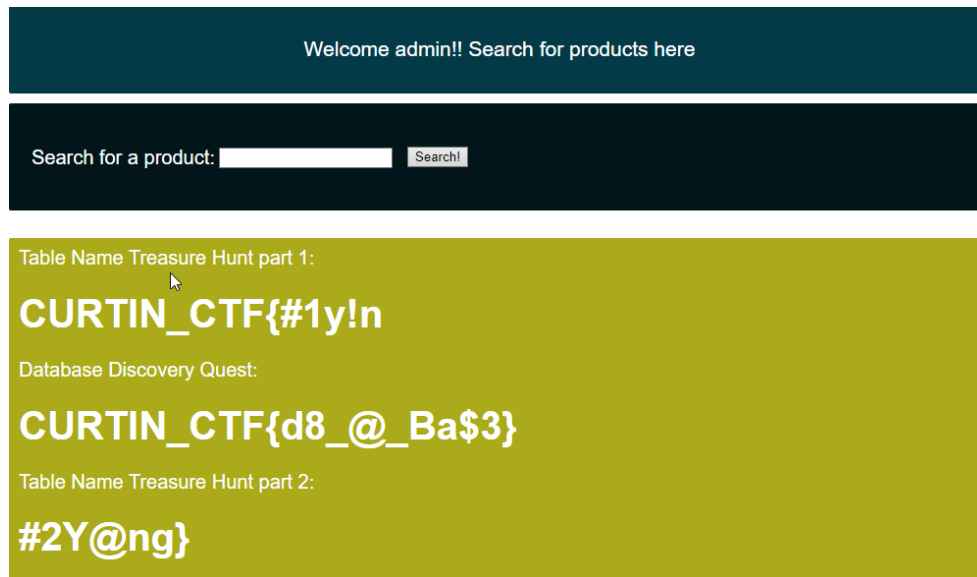 Welcome admin!! Search for products here
Search for a product: Search!
Table Name Treasure Hunt part 1:
CURTIN_CTF{#1y!n
Database Discovery Quest:
CURTIN_CTF{d8_@_Ba$3}
Table Name Treasure Hunt part 2:
#2Y@ng}